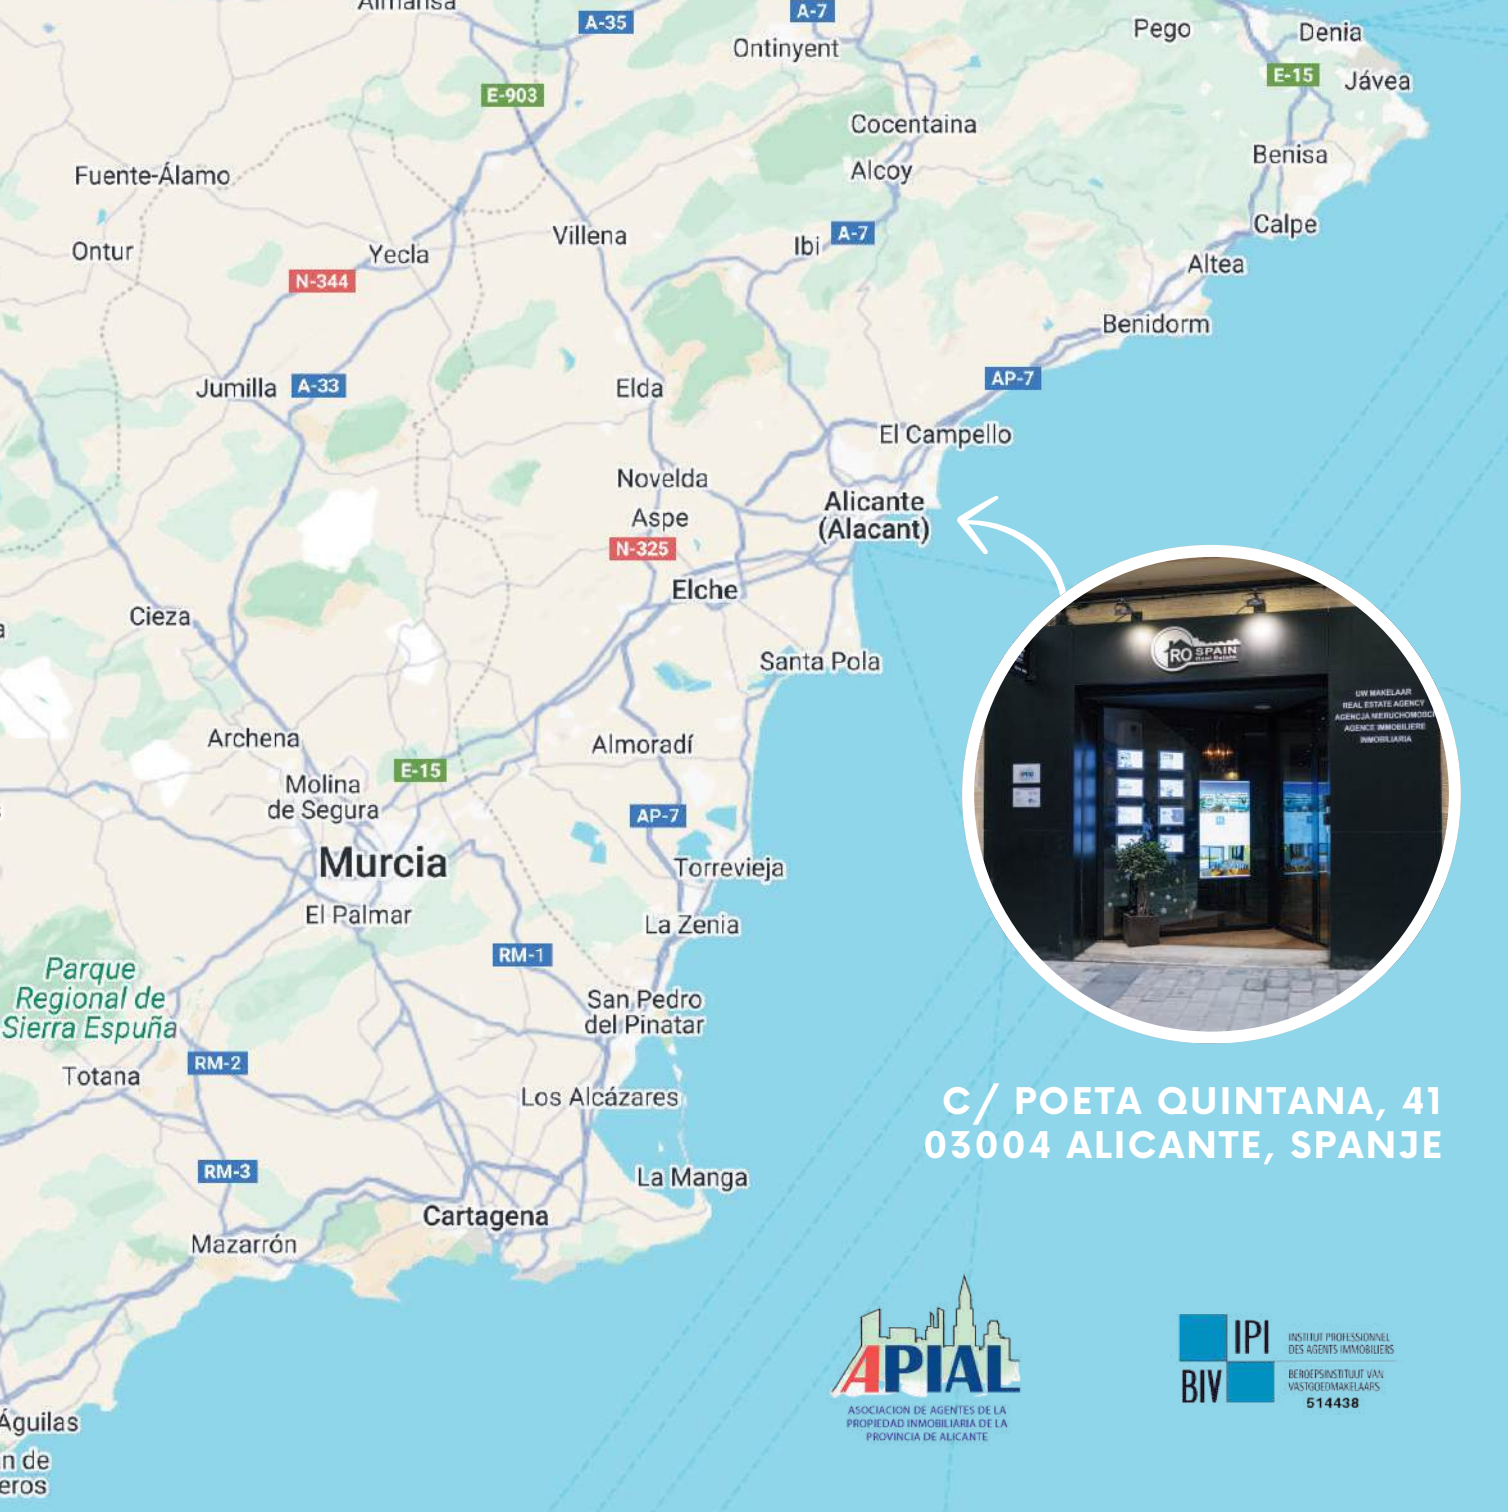 Almansa
A-35
A-7
Ontinyent
Pego
Denia
E-15
Jávea
E-903
Cocentaina
Alcoy
Benisa
Fuente-Álamo
Ontur
Yecla
Villena
Ibi
A-7
Calpe
Altea
N-344
Benidorm
Jumilla
A-33
Elda
AP-7
El Campello
Novelda
Aspe
Alicante
(Alacant)
N-325
Elche
Cieza
Santa Pola
RO SPAIN
Real Estate
UW MAKELAAR
REAL ESTATE AGENCY
AGENCJA NIERUCHOMOSCI
AGENCE IMMOBILIERE
INMOBILIARIA
Archena
Almoradí
E-15
Molina
de Segura
AP-7
Murcia
Torrevieja
El Palmar
La Zenia
RM-1
Parque
Regional de
Sierra Espuña
San Pedro
del Pinatar
RM-2
Totana
Los Alcázares
C/ POETA QUINTANA, 41
03004 ALICANTE, SPANJE
RM-3
La Manga
Cartagena
Mazarrón
APIAL
ASOCIACION DE AGENTES DE LA
PROPIEDAD INMOBILIARIA DE LA
PROVINCIA DE ALICANTE
IPI
INSTITUT PROFESSIONNEL
DES AGENTS IMMOBILIERS
BIV
BEROEPSINSTITUUT VAN
VASTGOEDMAKELAARS
514438
Águilas
n de
eros